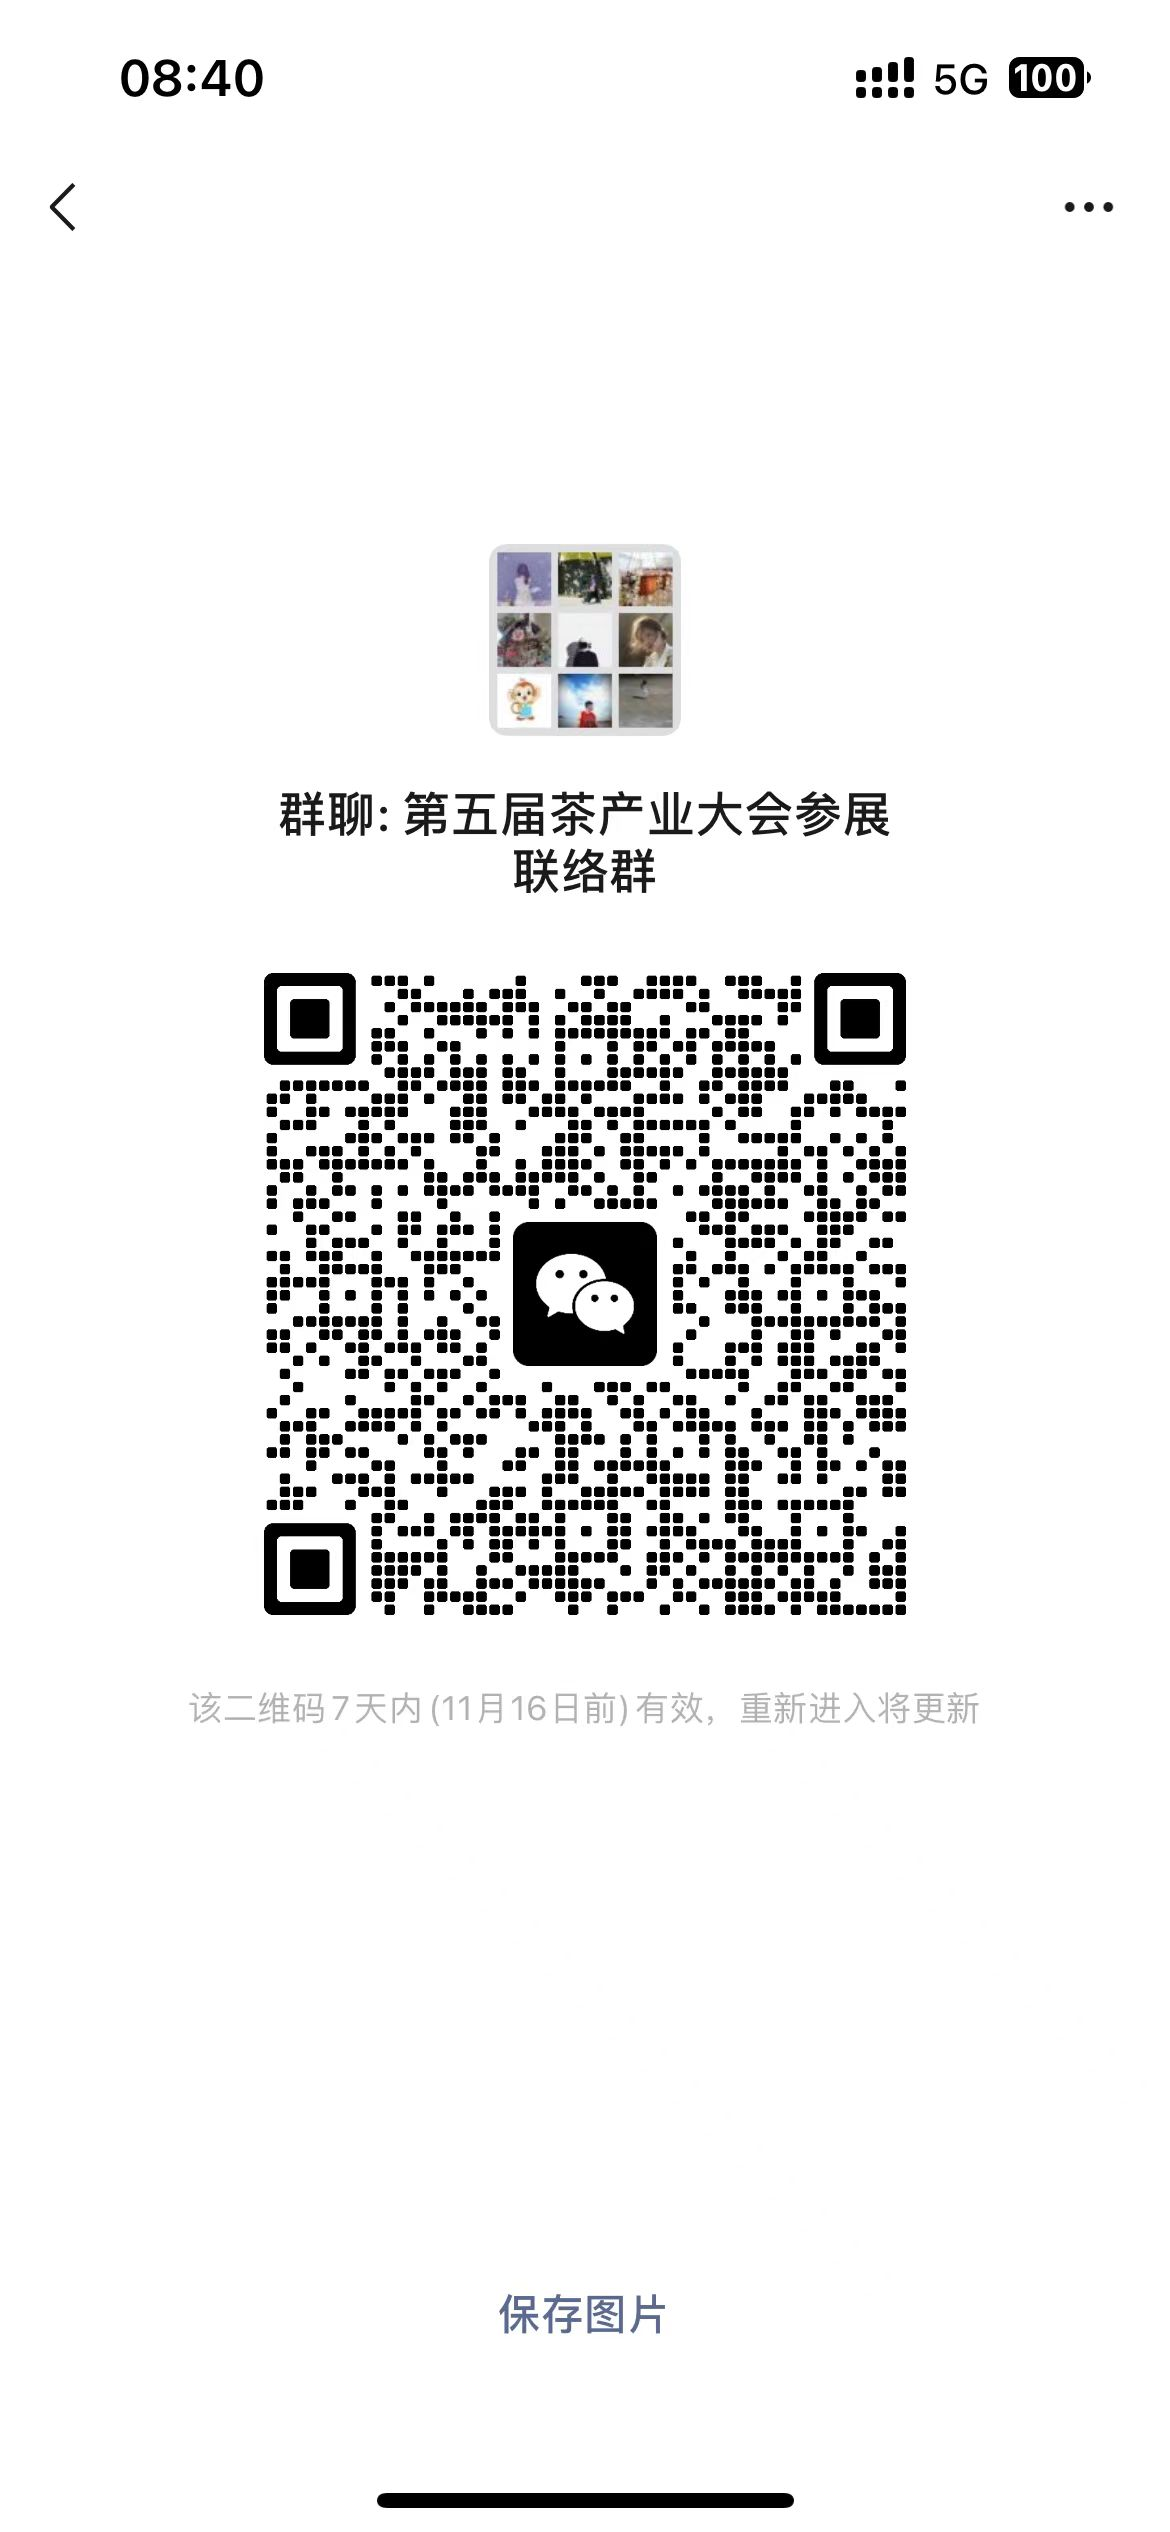 08:40
5G 100
群聊: 第五届茶产业大会参展
联络群
该二维码7天内(11月16日前)有效，重新进入将更新
保存图片